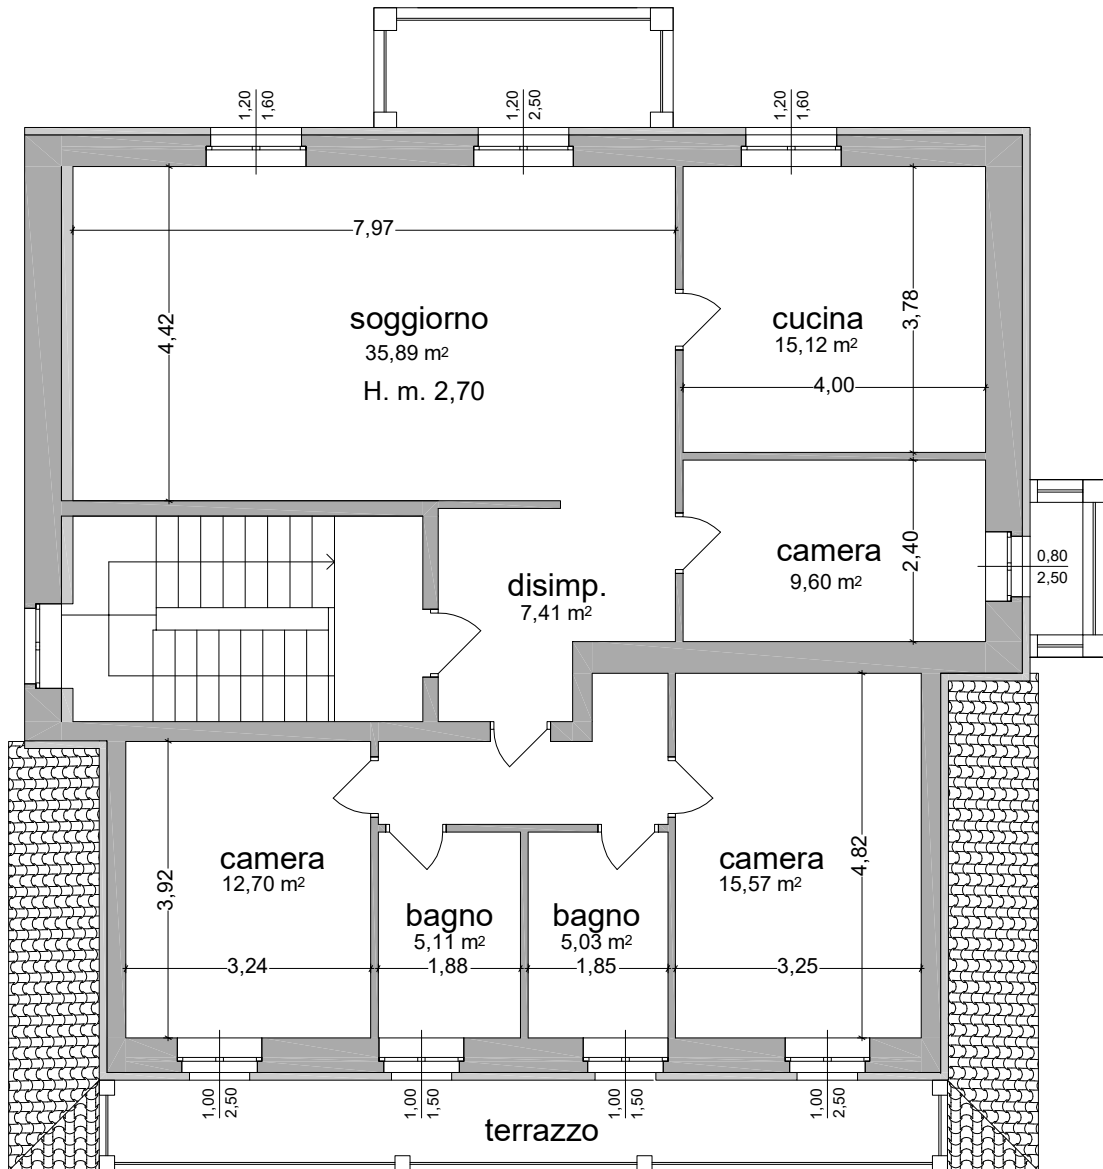 1,20
1,60
1,20
2,50
1,20
1,60
7,97
4,42
soggiorno
35,89 m²
H. m. 2,70
cucina
15,12 m²
3,78
4,00
camera
9,60 m²
2,40
0,80
2,50
disimp.
7,41 m²
camera
12,70 m²
3,92
3,24
bagno
5,11 m²
1,88
bagno
5,03 m²
1,85
camera
15,57 m²
4,82
3,25
1,00
2,50
1,00
1,50
1,00
1,50
1,00
2,50
terrazzo